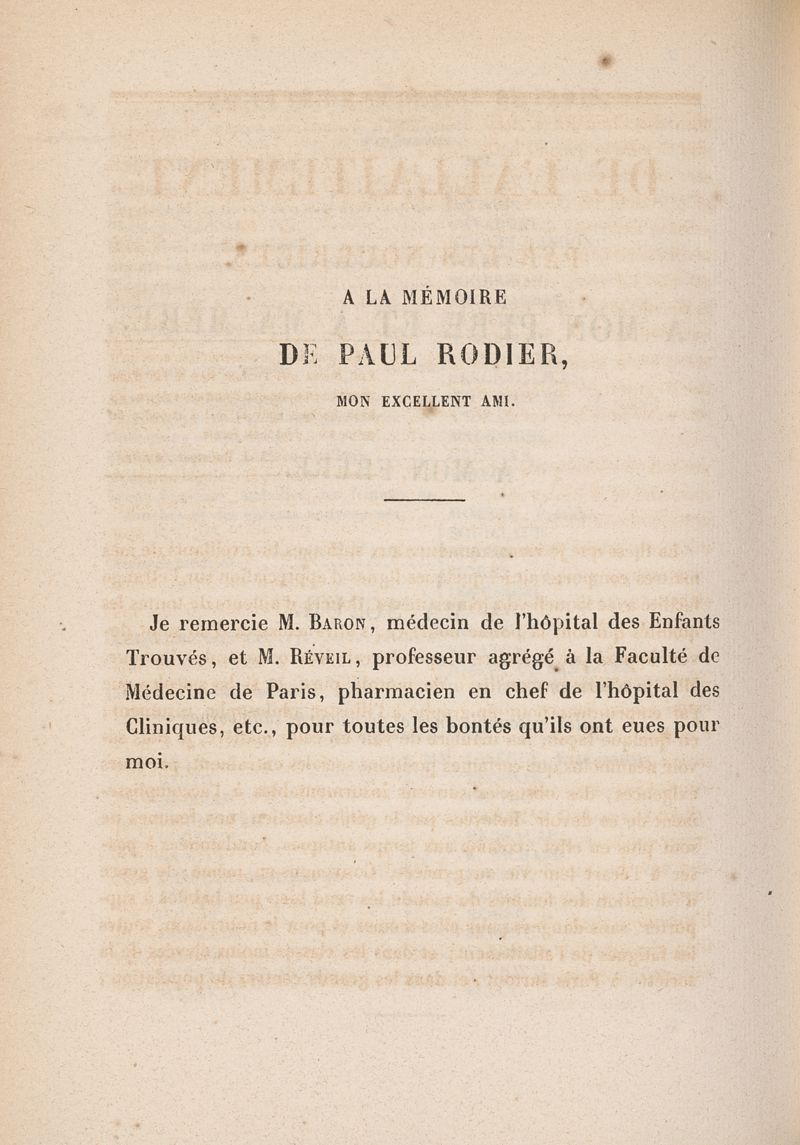 A LA MÉMOIRE
DE PAUL RODIER,
MON EXCELLENT AMI.
Je remercie M. BARON, médecin de l'hôpital des Enfants
Trouvés, et M. RÉVEIL, professeur agrégé à la Faculté de
Médecine de Paris, pharmacien en chef de l'hôpital des
Cliniques, etc., pour toutes les bontés qu'ils ont eues pour
moi.